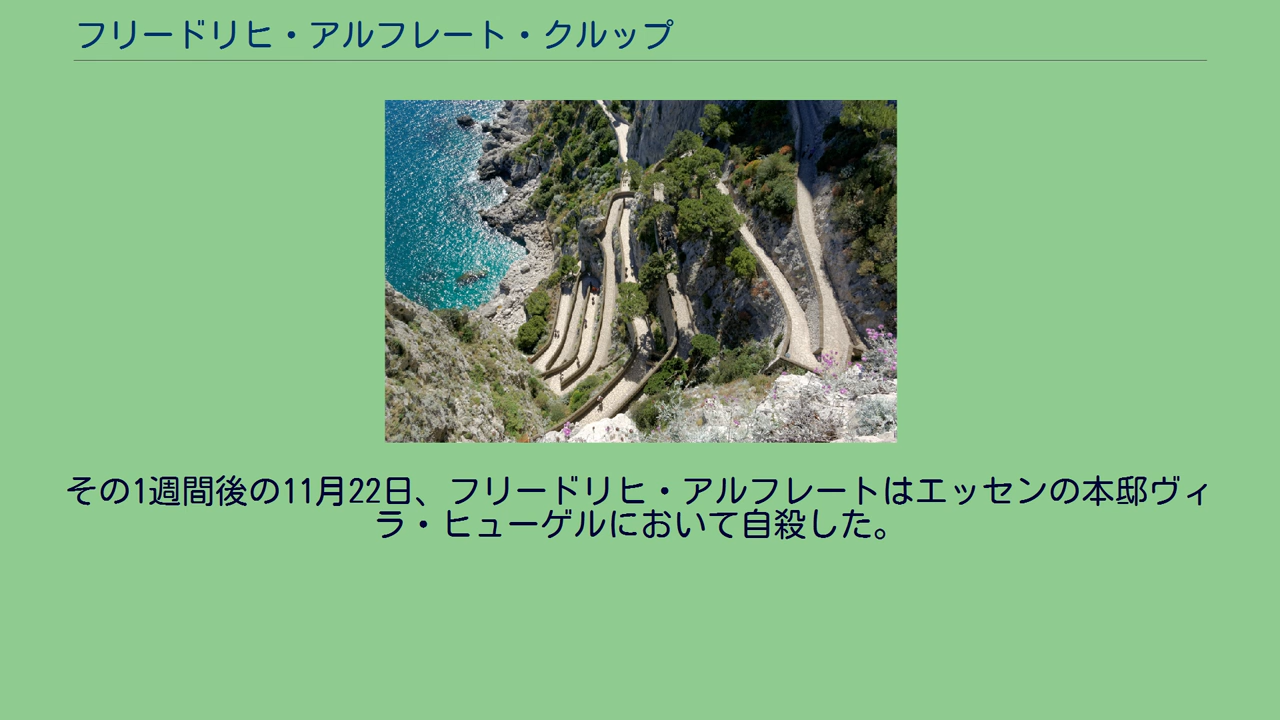 フリードリヒ・アルフレート・クルップ
その1週間後の11月22日、フリードリヒ・アルフレートはエッセンの本邸ヴィ
ラ・ヒューゲルにおいて自殺した。